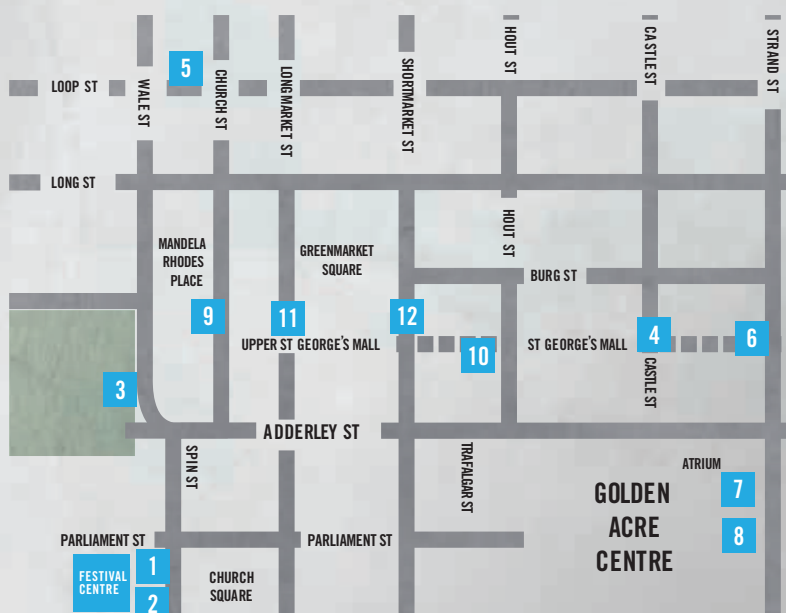 HOUT ST
CASTLE ST
STRAND ST
5
LOOP ST
WALE ST
CHURCH ST
LONGMARKET ST
SHORTMARKET ST
LONG ST
HOUT ST
MANDELA
RHODES
PLACE
GREENMARKET
SQUARE
BURG ST
9
11
12
4
6
UPPER ST GEORGE'S MALL
10
ST GEORGE'S MALL
CASTLE ST
3
ADDERLEY ST
SPIN ST
TRAFALGAR ST
ATRIUM
7
GOLDEN
ACRE
CENTRE
8
PARLIAMENT ST
PARLIAMENT ST
FESTIVAL
CENTRE
1
2
CHURCH
SQUARE